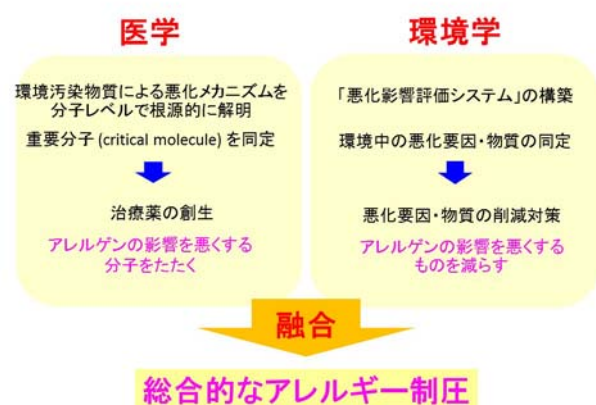 医学
環境汚染物質による悪化メカニズムを
分子レベルで根源的に解明
重要分子 (critical molecule) を同定
治療薬の創生
アレルゲンの影響を悪くする
分子をたたく
環境学
「悪化影響評価システム」の構築
環境中の悪化要因・物質の同定
悪化要因・物質の削減対策
アレルゲンの影響を悪くする
ものを減らす
融合
総合的なアレルギー制圧